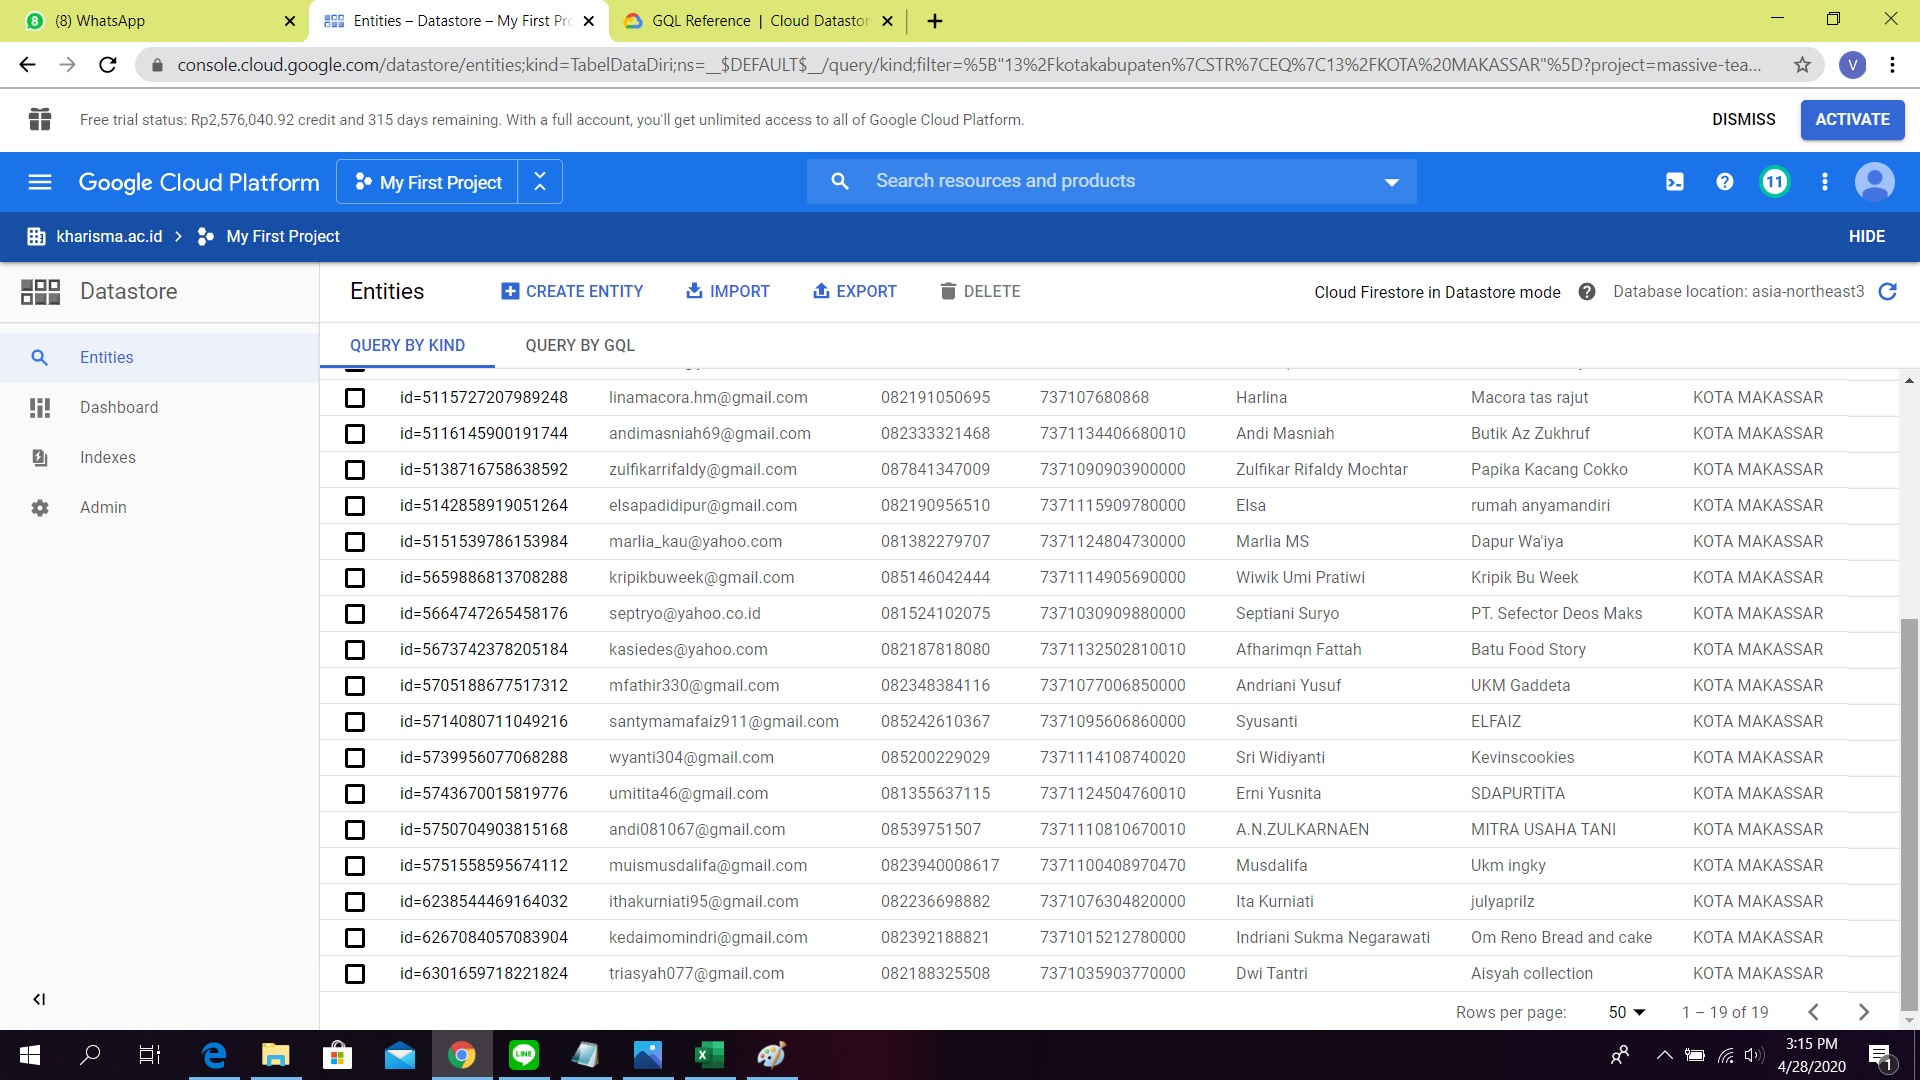 (8) WhatsApp
Entities – Datastore – My First Pro
GQL Reference | Cloud Datastor
console.cloud.google.com/datastore/entities;kind=TabelDataDiri;ns=__$DEFAULT$__/query/kind;filter=%5B"13%2Fkotakabupaten%7CSTR%7CEQ%7C13%2FKOTA%20MAKASSAR"%5D?project=massive-tea...
V
Free trial status: Rp2,576,040.92 credit and 315 days remaining. With a full account, you'll get unlimited access to all of Google Cloud Platform.
DISMISS
ACTIVATE
Google Cloud Platform
My First Project
Search resources and products
11
kharisma.ac.id > My First Project
HIDE
Datastore
Entities
CREATE ENTITY
IMPORT
EXPORT
DELETE
Cloud Firestore in Datastore mode
Database location: asia-northeast3
Entities
Dashboard
Indexes
Admin
QUERY BY KIND
QUERY BY GQL
id=5115727207989248 linamacora.hm@gmail.com 082191050695 737107680868 Harlina Macora tas rajut KOTA MAKASSAR
id=5116145900191744 andimasniah69@gmail.com 082333321468 7371134406680010 Andi Masniah Butik Az Zukhruf KOTA MAKASSAR
id=5138716758638592 zulfikarrifaldy@gmail.com 087841347009 7371090903900000 Zulfikar Rifaldy Mochtar Papika Kacang Cokko KOTA MAKASSAR
id=5142858919051264 elsapadidipur@gmail.com 082190956510 7371115909780000 Elsa rumah anyamandiri KOTA MAKASSAR
id=5151539786153984 marlia_kau@yahoo.com 081382279707 7371124804730000 Marlia MS Dapur Wa'iya KOTA MAKASSAR
id=5659886813708288 kripikbuweek@gmail.com 085146042444 7371114905690000 Wiwik Umi Pratiwi Kripik Bu Week KOTA MAKASSAR
id=5664747265458176 septryo@yahoo.co.id 081524102075 7371030909880000 Septiani Suryo PT. Sefector Deos Maks KOTA MAKASSAR
id=5673742378205184 kasiedes@yahoo.com 082187818080 7371132502810010 Afharimqn Fattah Batu Food Story KOTA MAKASSAR
id=5705188677517312 mfathir330@gmail.com 082348384116 7371077006850000 Andriani Yusuf UKM Gaddeta KOTA MAKASSAR
id=5714080711049216 santymamafaiz911@gmail.com 085242610367 7371095606860000 Syusanti ELFAIZ KOTA MAKASSAR
id=5739956077068288 wyanti304@gmail.com 085200229029 7371114108740020 Sri Widiyanti Kevinscookies KOTA MAKASSAR
id=5743670015819776 umitita46@gmail.com 081355637115 7371124504760010 Erni Yusnita SDAPURTITA KOTA MAKASSAR
id=5750704903815168 andi081067@gmail.com 08539751507 7371110810670010 A.N.ZULKARNAEN MITRA USAHA TANI KOTA MAKASSAR
id=5751558595674112 muismusdalifa@gmail.com 0823940008617 7371100408970470 Musdalifa Ukm ingky KOTA MAKASSAR
id=6238544469164032 ithakurniati95@gmail.com 082236698882 7371076304820000 Ita Kurniati julyaprilz KOTA MAKASSAR
id=6267084057083904 kedaimomindri@gmail.com 082392188821 7371015212780000 Indriani Sukma Negarawati Om Reno Bread and cake KOTA MAKASSAR
id=6301659718221824 triasyah077@gmail.com 082188325508 7371035903770000 Dwi Tantri Aisyah collection KOTA MAKASSAR
Rows per page: 50 1 – 19 of 19
LINE
3:15 PM
4/28/2020
1